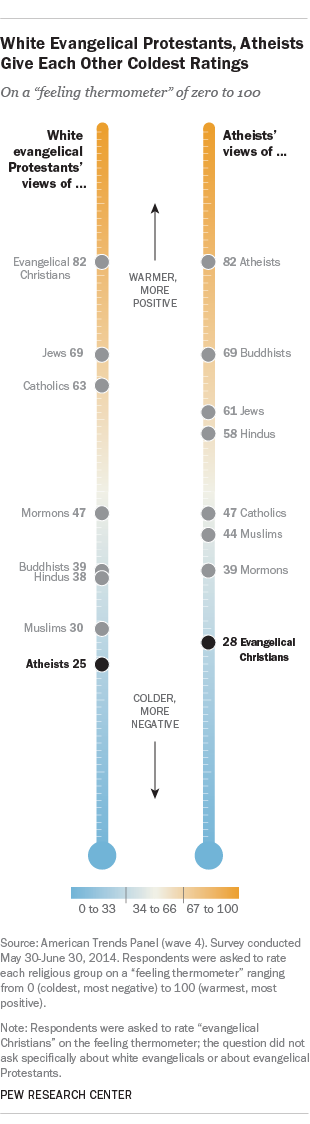 White Evangelical Protestants, Atheists
Give Each Other Coldest Ratings
On a “feeling thermometer” of zero to 100
White
evangelical
Protestants’
views of ...
Atheists’
views of ...
Evangelical 82
Christians
82 Atheists
WARMER,
MORE
POSITIVE
Jews 69
69 Buddhists
Catholics 63
61 Jews
58 Hindus
Mormons 47
47 Catholics
44 Muslims
Buddhists 39
Hindus 38
39 Mormons
Muslims 30
28 Evangelical
Christians
Atheists 25
COLDER,
MORE
NEGATIVE
0 to 33 34 to 66 67 to 100
Source: American Trends Panel (wave 4). Survey conducted
May 30-June 30, 2014. Respondents were asked to rate
each religious group on a “feeling thermometer” ranging
from 0 (coldest, most negative) to 100 (warmest, most
positive).
Note: Respondents were asked to rate “evangelical
Christians” on the feeling thermometer; the question did not
ask specifically about white evangelicals or about evangelical
Protestants.
PEW RESEARCH CENTER